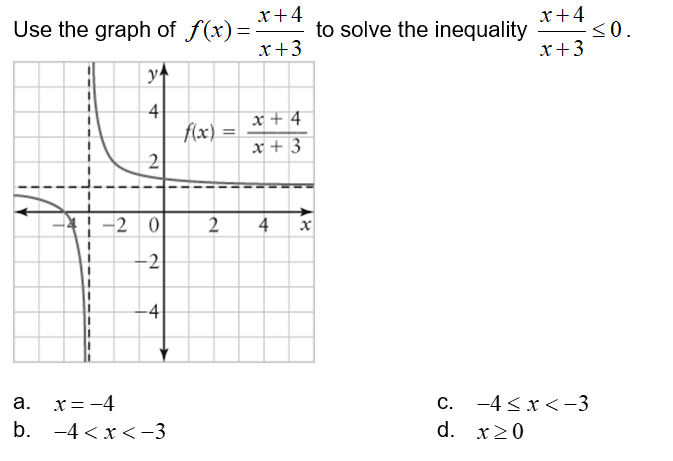 Use the graph of f(x) = (x+4)/(x+3) to solve the inequality (x+4)/(x+3) ≤ 0.
y
4
f(x) = (x + 4)/(x + 3)
2
-4 -2 0 2 4 x
-2
-4
a. x = -4
b. -4 < x < -3
c. -4 ≤ x < -3
d. x ≥ 0